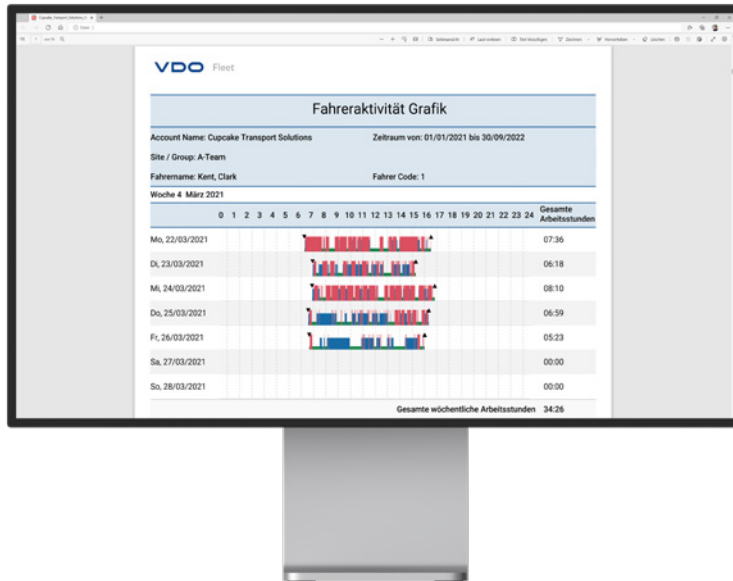 Cupcake_Transport_Solutions_D
VDO Fleet
Fahreraktivität Grafik
Account Name: Cupcake Transport Solutions Zeitraum von: 01/01/2021 bis 30/09/2022
Site / Group: A-Team
Fahrername: Kent, Clark Fahrer Code: 1
Woche 4 März 2021
0 1 2 3 4 5 6 7 8 9 10 11 12 13 14 15 16 17 18 19 20 21 22 23 24 Gesamte Arbeitsstunden
Mo, 22/03/2021 07:36
Di, 23/03/2021 06:18
Mi, 24/03/2021 08:10
Do, 25/03/2021 06:59
Fr, 26/03/2021 05:23
Sa, 27/03/2021 00:00
So, 28/03/2021 00:00
Gesamte wöchentliche Arbeitsstunden 34:26